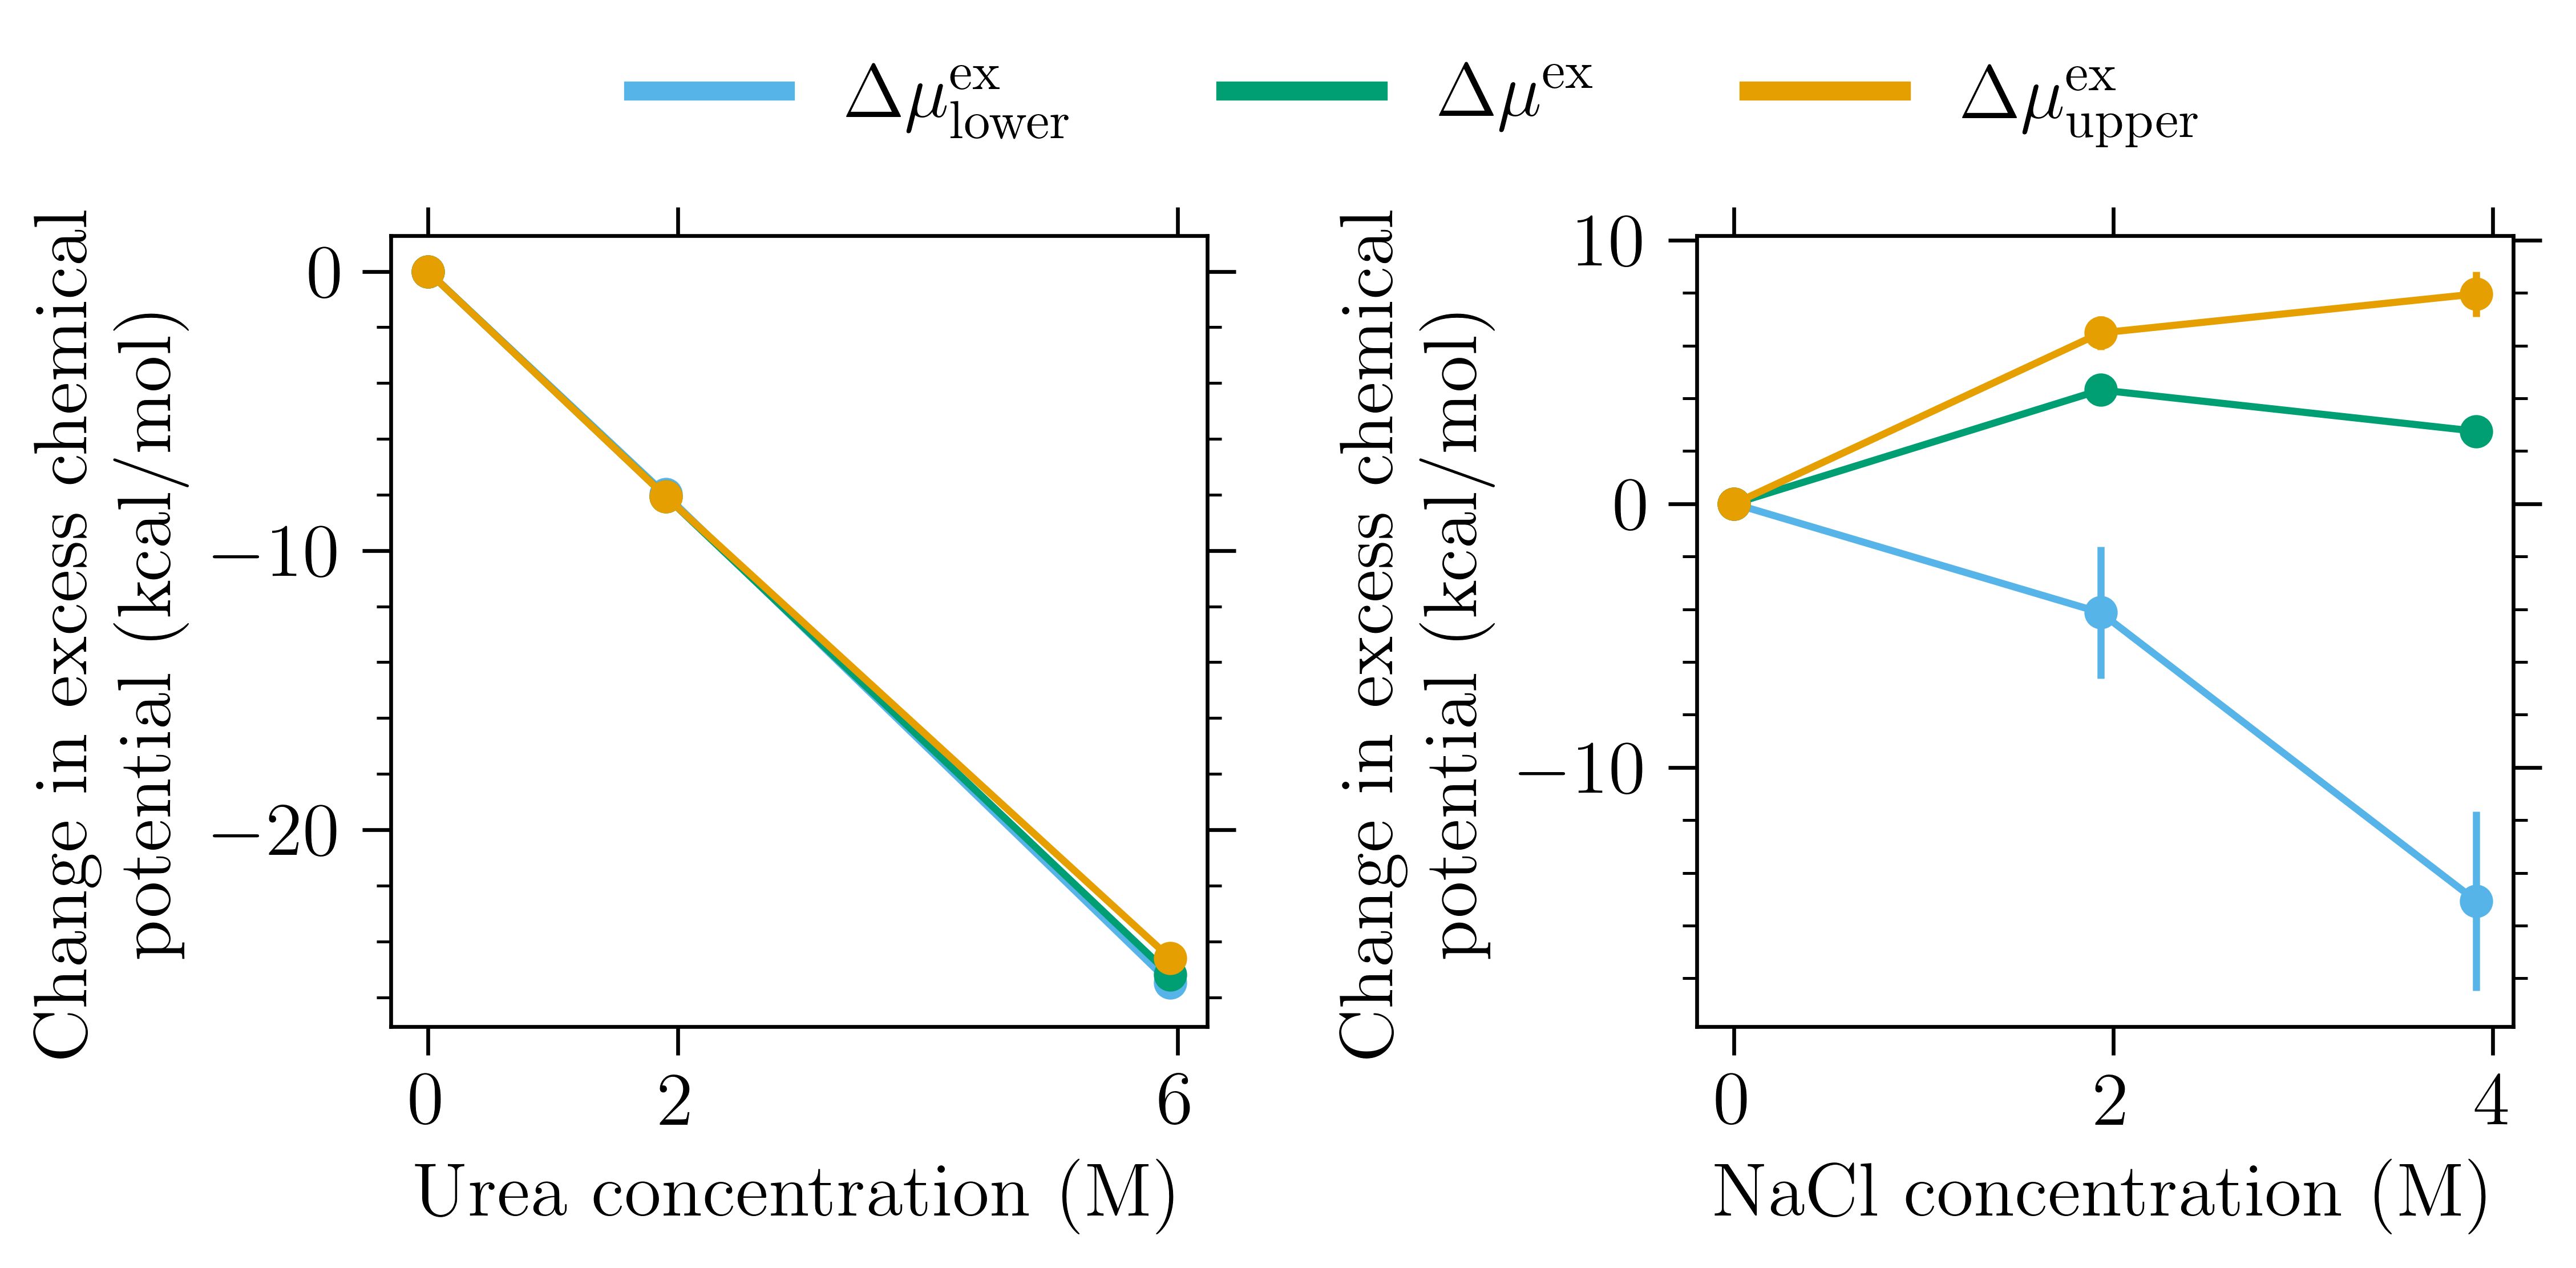 Δμ^ex_lower Δμ^ex Δμ^ex_upper
Change in excess chemical
potential (kcal/mol)
0
−10
−20
0 2 6
Urea concentration (M)
Change in excess chemical
potential (kcal/mol)
10
0
−10
0 2 4
NaCl concentration (M)